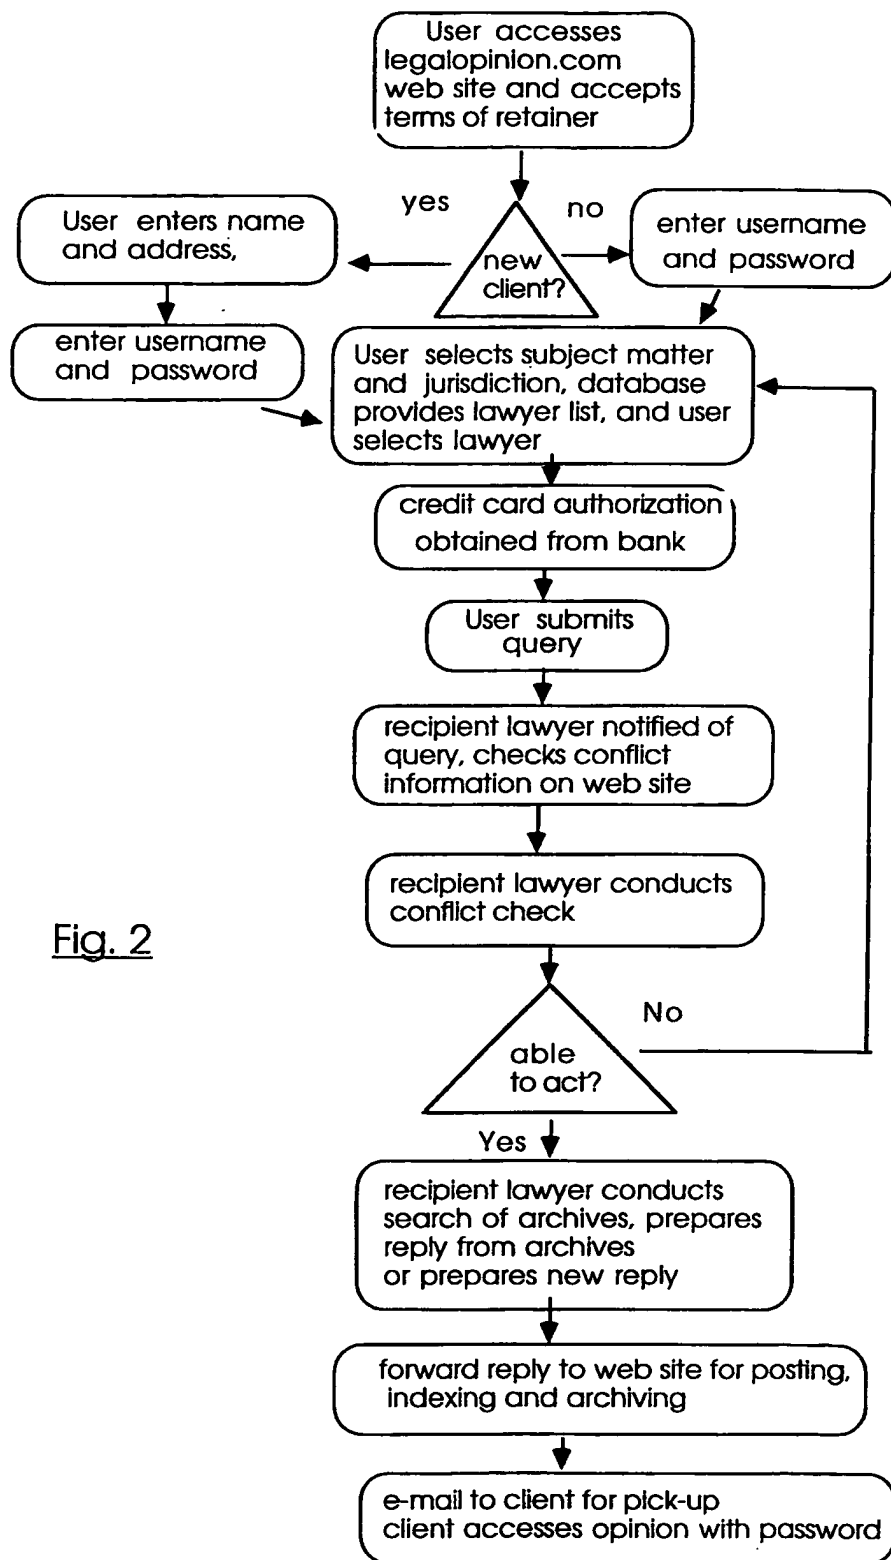 User accesses
legalopinion.com
web site and accepts
terms of retainer
yes
no
User enters name
and address,
new
client?
enter username
and password
enter username
and password
User selects subject matter
and jurisdiction, database
provides lawyer list, and user
selects lawyer
credit card authorization
obtained from bank
User submits
query
recipient lawyer notified of
query, checks conflict
information on web site
recipient lawyer conducts
conflict check
Fig. 2
No
able
to act?
Yes
recipient lawyer conducts
search of archives, prepares
reply from archives
or prepares new reply
forward reply to web site for posting,
indexing and archiving
e-mail to client for pick-up
client accesses opinion with password